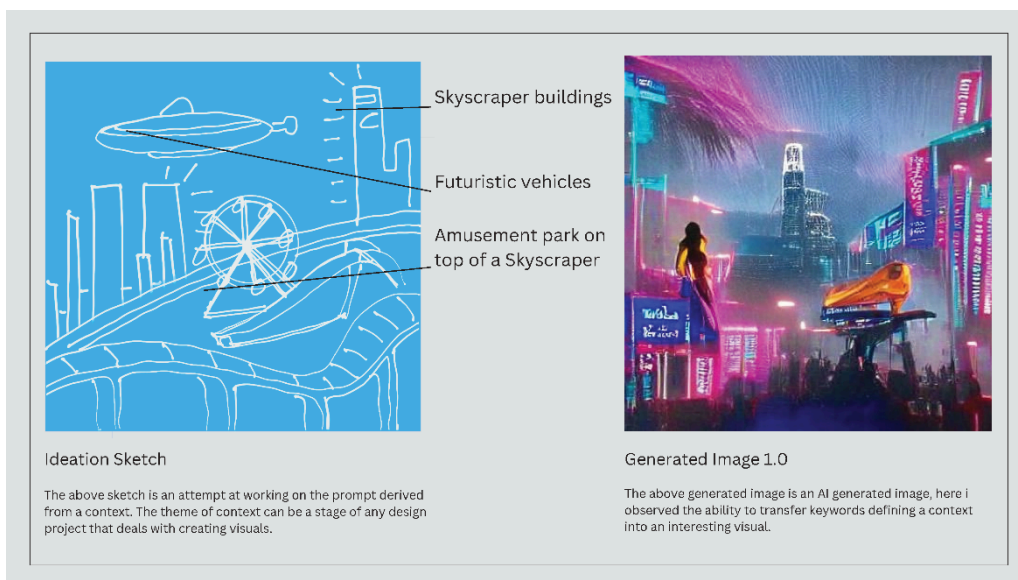 Skyscraper buildings
Futuristic vehicles
Amusement park on
top of a Skyscraper
Ideation Sketch
The above sketch is an attempt at working on the prompt derived
from a context. The theme of context can be a stage of any design
project that deals with creating visuals.
Generated Image 1.0
The above generated image is an AI generated image, here i
observed the ability to transfer keywords defining a context
into an interesting visual.